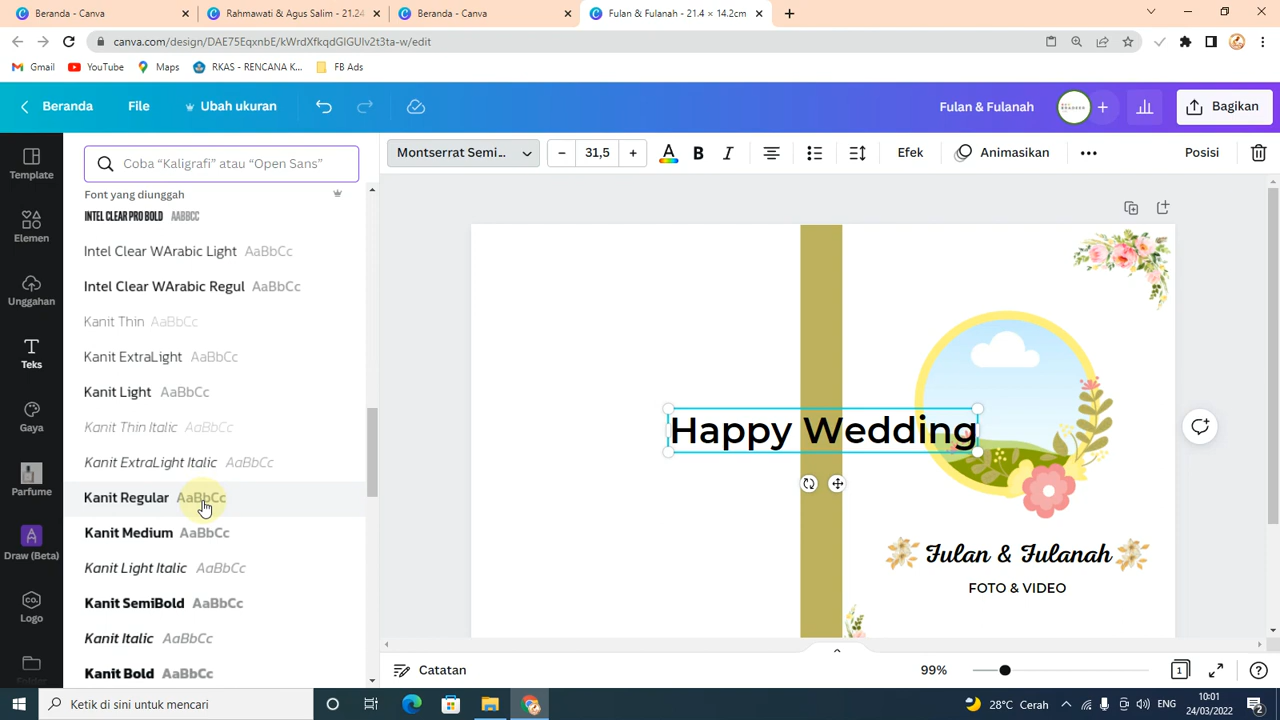 Beranda - Canva
Rahmawati & Agus Salim - 21.24
Beranda - Canva
Fulan & Fulanah - 21.4 × 14.2cm
canva.com/design/DAE75EqxnbE/kWrdXfkqdGlGUlv2t3ta-w/edit
Gmail
YouTube
Maps
RKAS - RENCANA K...
FB Ads
Beranda
File
Ubah ukuran
Fulan & Fulanah
Bagikan
Template
Elemen
Unggahan
Teks
Gaya
Parfume
Draw (Beta)
Logo
Folder
Coba “Kaligrafi” atau “Open Sans”
Font yang diunggah
INTEL CLEAR PRO BOLD AABBCC
Intel Clear WArabic Light AaBbCc
Intel Clear WArabic Regul AaBbCc
Kanit Thin AaBbCc
Kanit ExtraLight AaBbCc
Kanit Light AaBbCc
Kanit Thin Italic AaBbCc
Kanit ExtraLight Italic AaBbCc
Kanit Regular AaBbCc
Kanit Medium AaBbCc
Kanit Light Italic AaBbCc
Kanit SemiBold AaBbCc
Kanit Italic AaBbCc
Kanit Bold AaBbCc
Montserrat Semi...
31,5
B
I
Efek
Animasikan
Posisi
Happy Wedding
Fulan & Fulanah
FOTO & VIDEO
Catatan
99%
1
Ketik di sini untuk mencari
28°C Cerah
ENG
10:01
24/03/2022
2